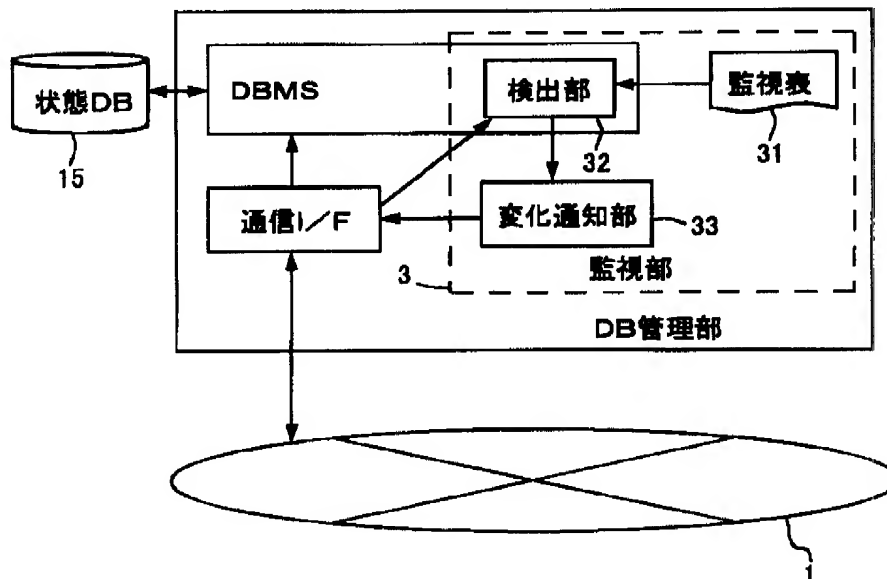 状態DB
15
DBMS
検出部
32
監視表
31
通信I/F
変化通知部
33
監視部
3
DB管理部
1